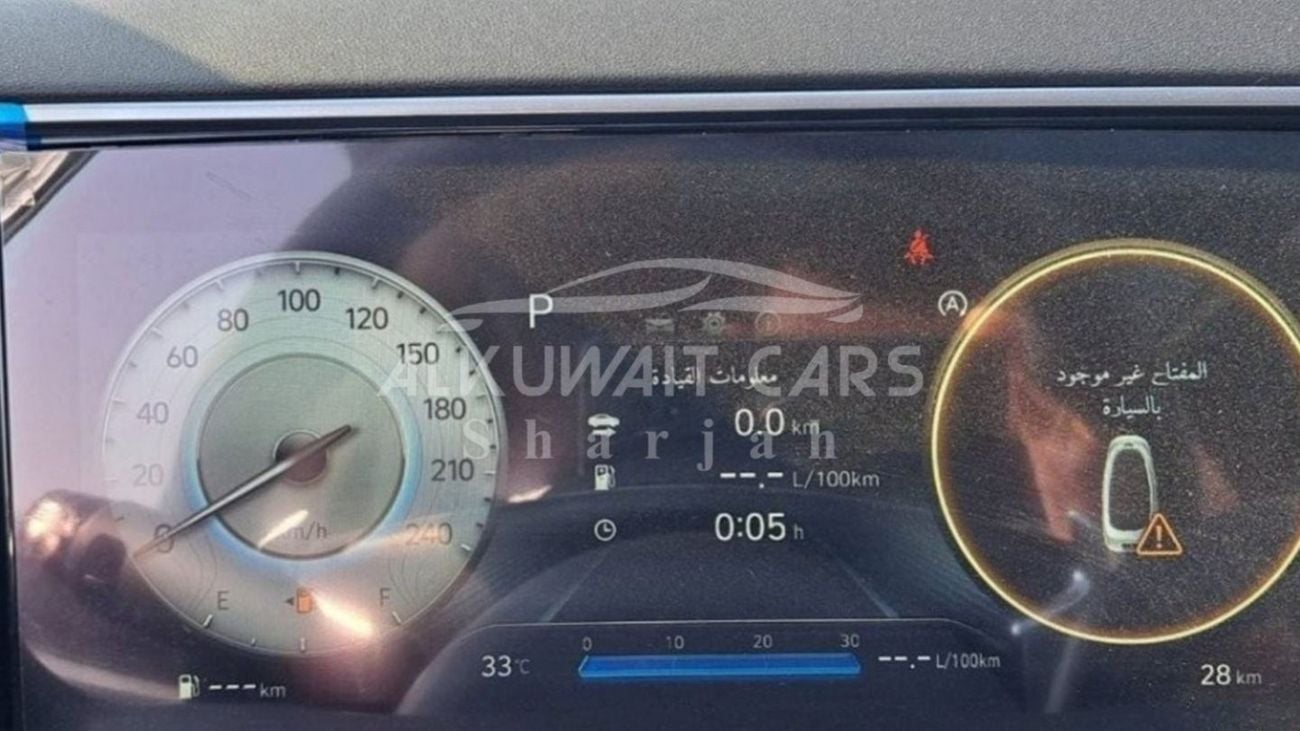 100
80
120
60
150
40
180
20
210
0
240
km/h
E
F
--- km
P
A
ALKUWAIT CARS
Sharjah
معلومات القيادة
0.0 km
--.- L/100km
0:05 h
33°C
0 10 20 30
--.- L/100km
المفتاح غير موجود
بالسيارة
28 km